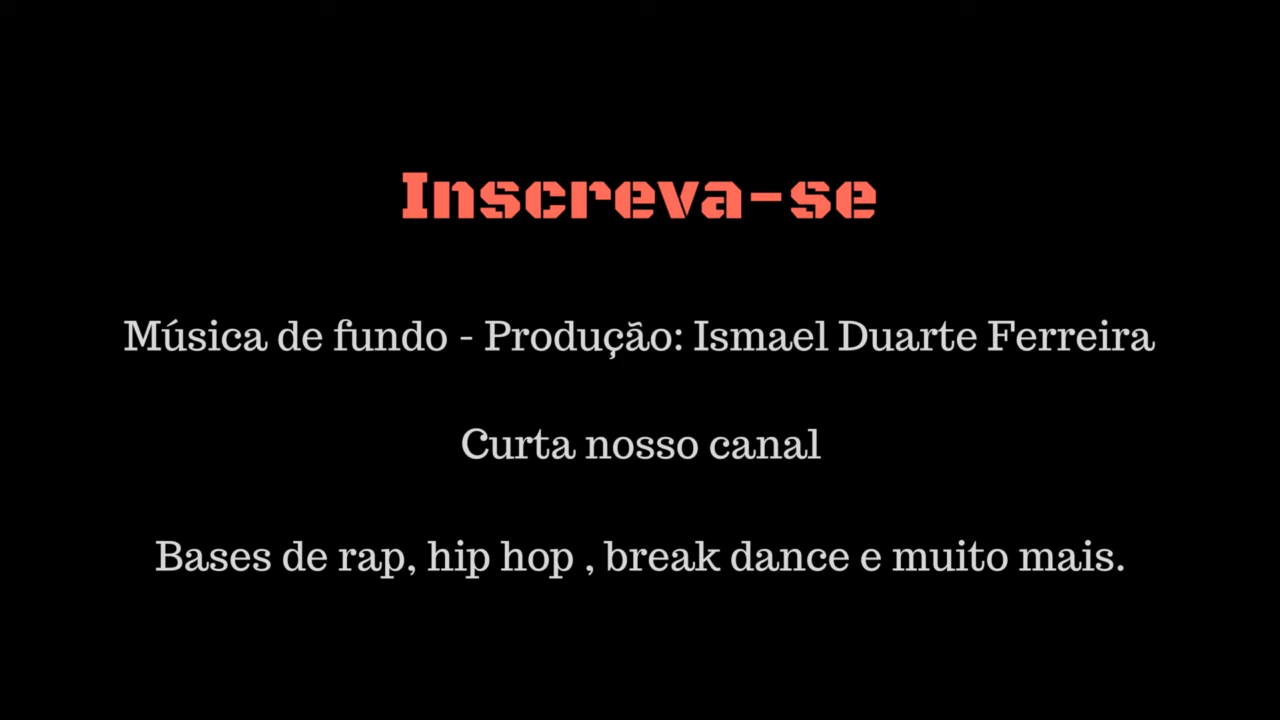 Inscreva-se
Música de fundo - Produção: Ismael Duarte Ferreira
Curta nosso canal
Bases de rap, hip hop , break dance e muito mais.